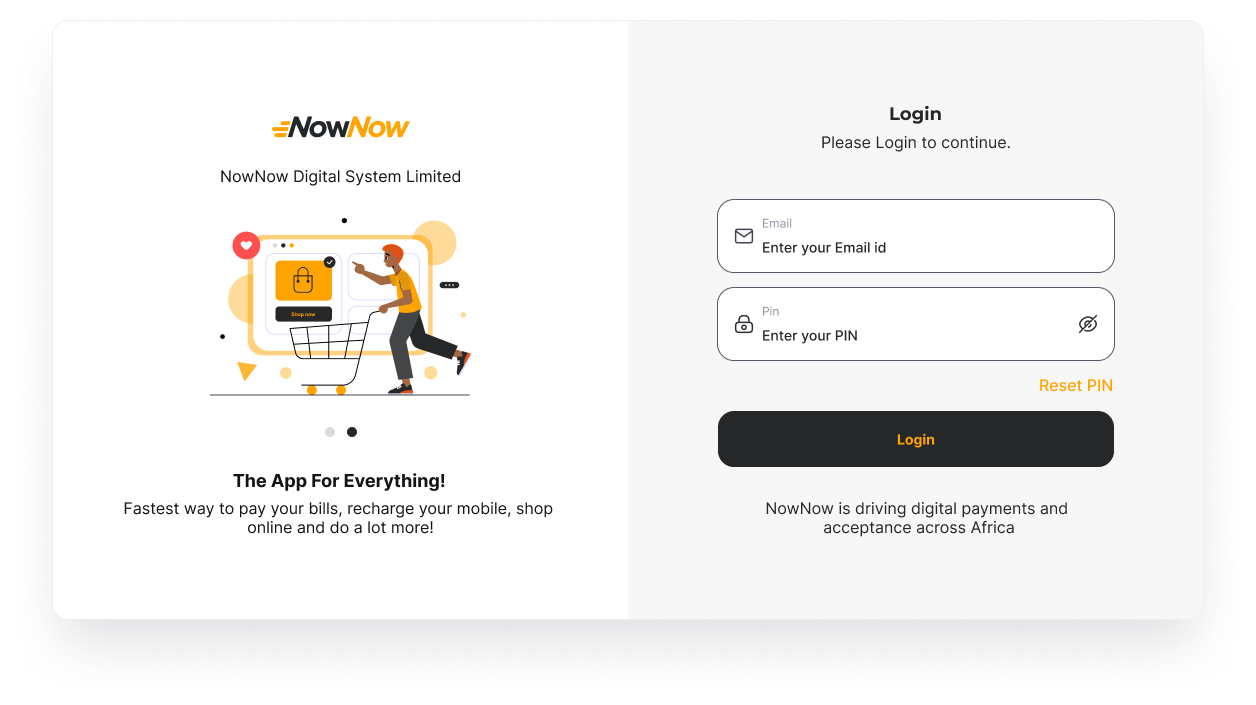 NowNow
NowNow Digital System Limited
Shop now
The App For Everything!
Fastest way to pay your bills, recharge your mobile, shop
online and do a lot more!
Login
Please Login to continue.
Email
Enter your Email id
Pin
Enter your PIN
Reset PIN
Login
NowNow is driving digital payments and
acceptance across Africa